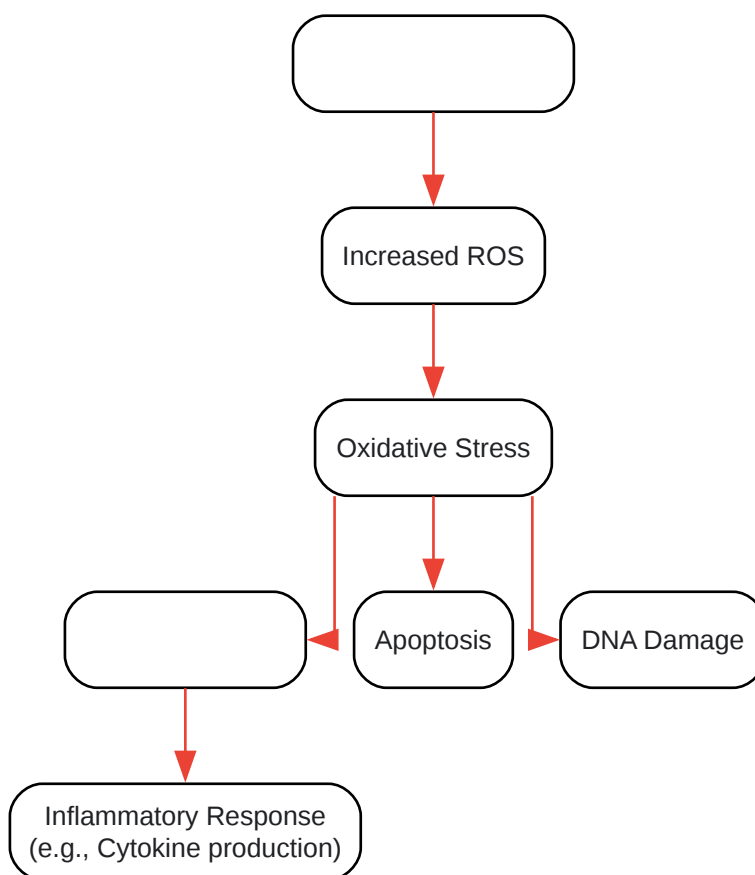 Increased ROS
Oxidative Stress
Apoptosis
DNA Damage
Inflammatory Response
(e.g., Cytokine production)